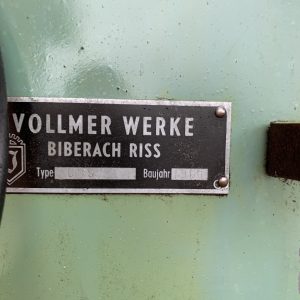 VOLLMER WERKE
BIBERACH RISS
Type Baujahr